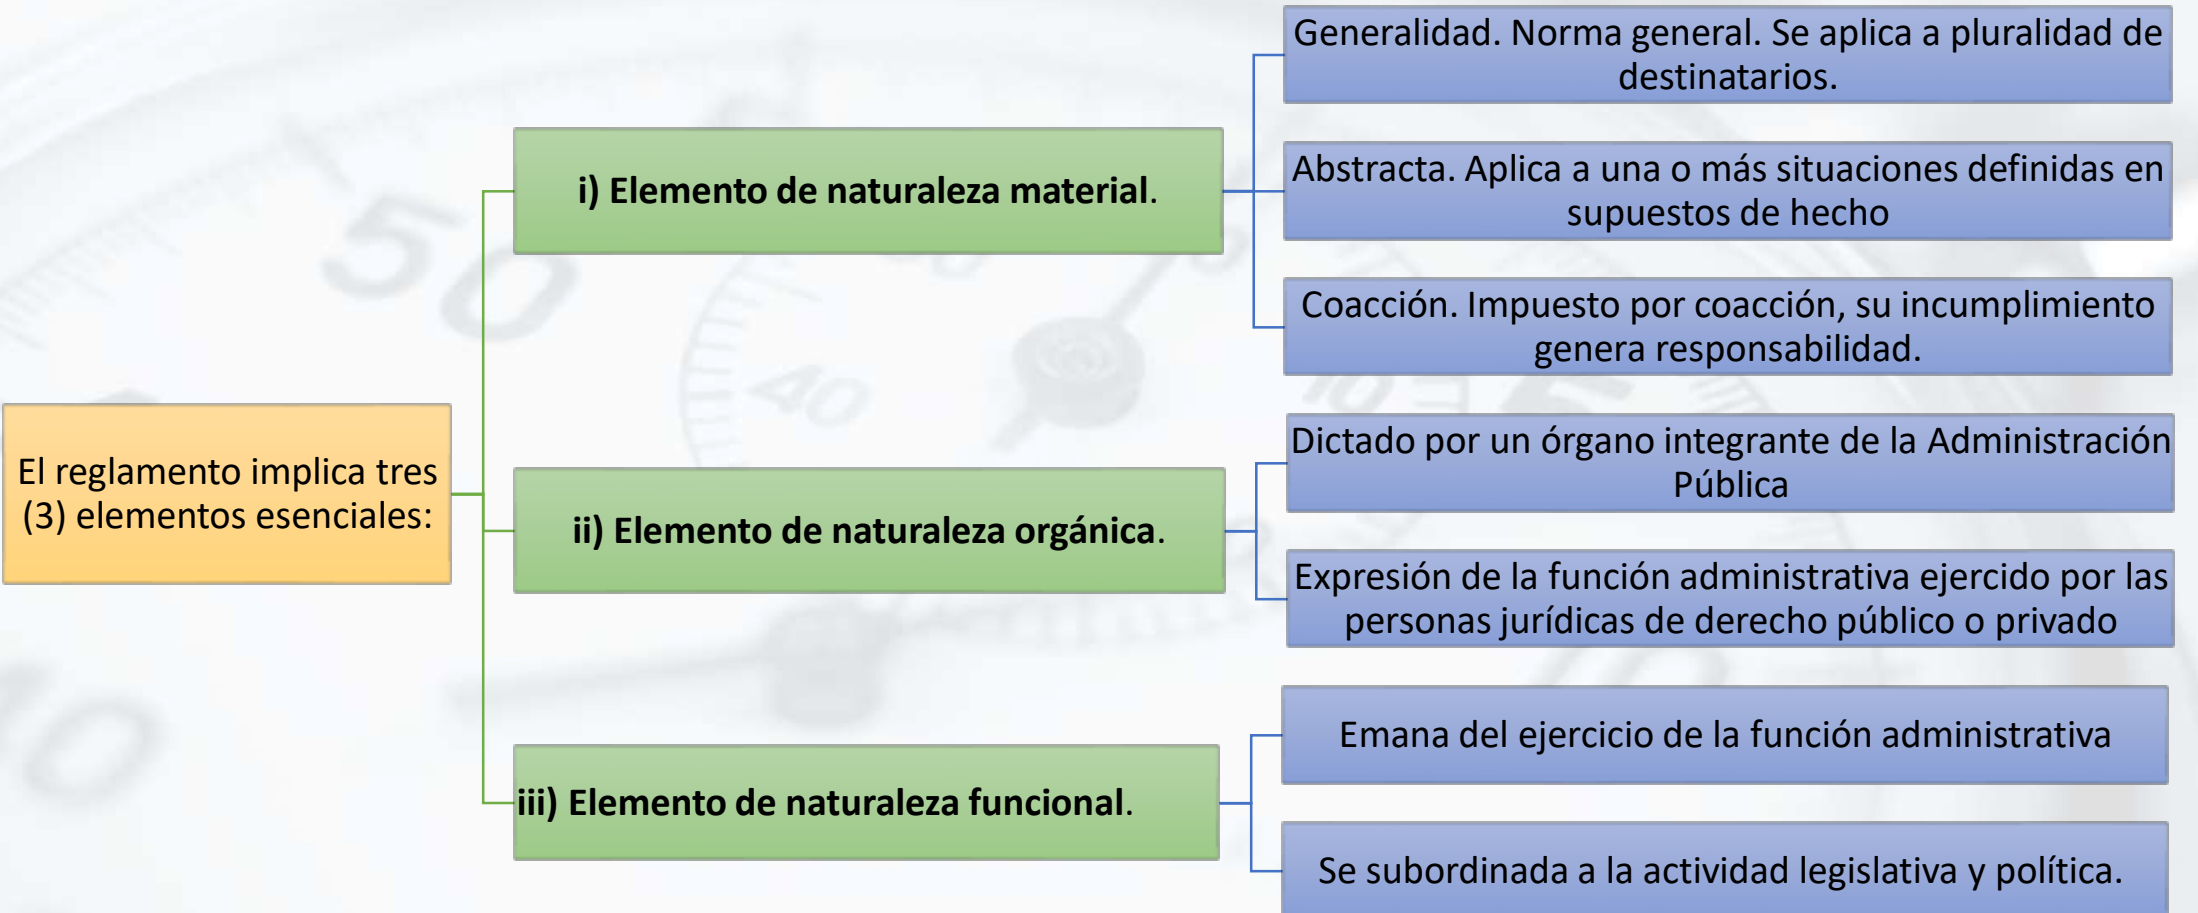 El reglamento implica tres
(3) elementos esenciales:
i) Elemento de naturaleza material.
Generalidad. Norma general. Se aplica a pluralidad de
destinatarios.
Abstracta. Aplica a una o más situaciones definidas en
supuestos de hecho
Coacción. Impuesto por coacción, su incumplimiento
genera responsabilidad.
ii) Elemento de naturaleza orgánica.
Dictado por un órgano integrante de la Administración
Pública
Expresión de la función administrativa ejercido por las
personas jurídicas de derecho público o privado
iii) Elemento de naturaleza funcional.
Emana del ejercicio de la función administrativa
Se subordinada a la actividad legislativa y política.
50
40
10
10